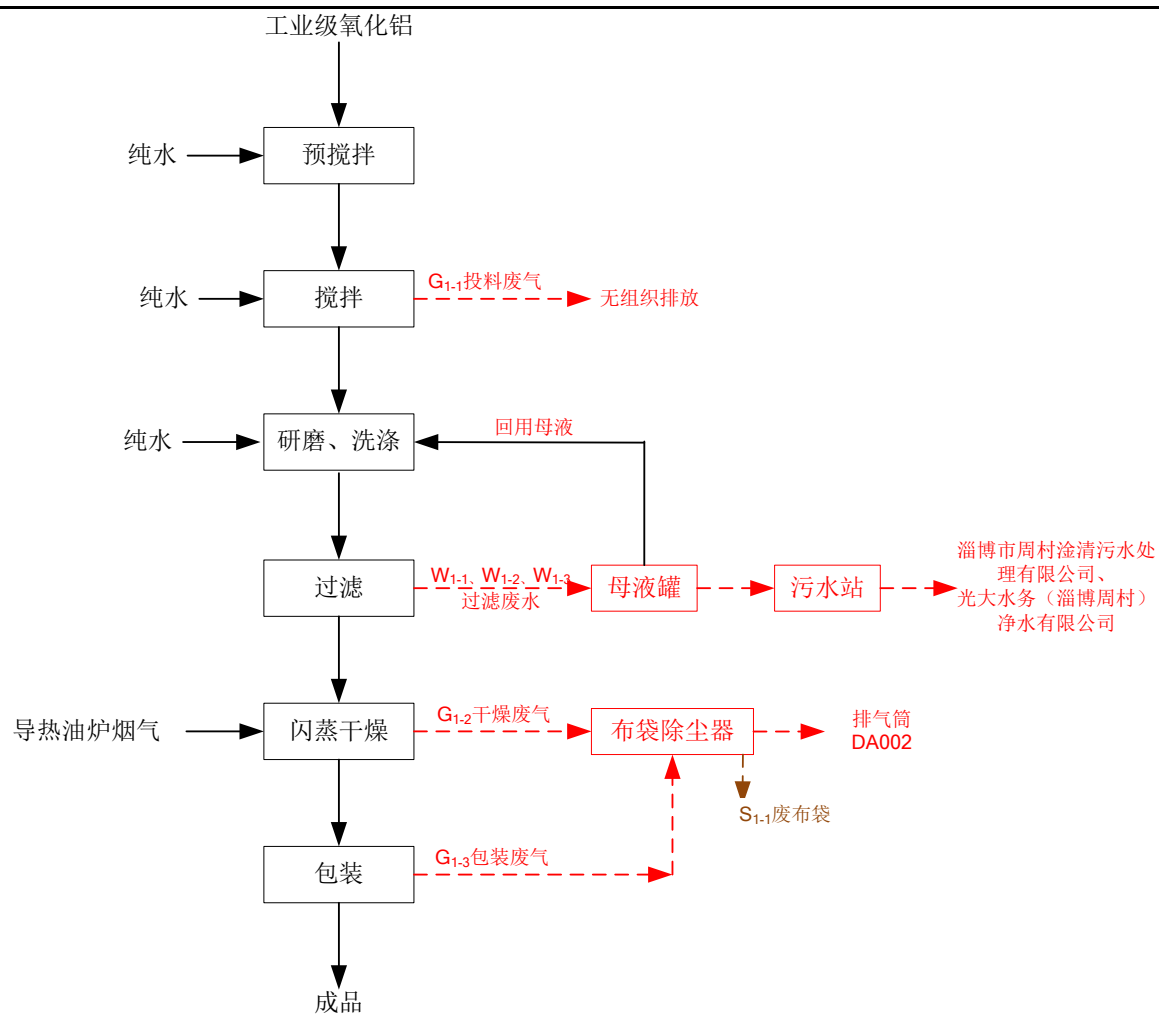 工业级氧化铝
纯水
预搅拌
纯水
搅拌
G1-1投料废气
无组织排放
纯水
研磨、洗涤
回用母液
过滤
W1-1、W1-2、W1-3
过滤废水
母液罐
污水站
淄博市周村淦清污水处
理有限公司、
光大水务（淄博周村）
净水有限公司
导热油炉烟气
闪蒸干燥
G1-2干燥废气
布袋除尘器
排气筒
DA002
S1-1废布袋
包装
G1-3包装废气
成品